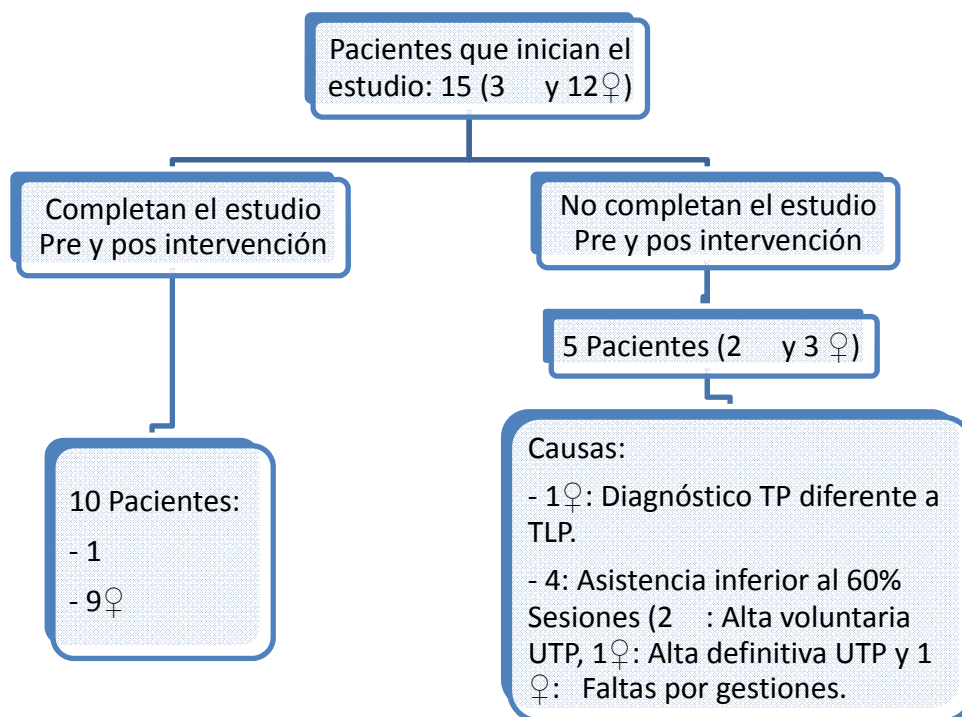 Pacientes que inician el
estudio: 15 (3 y 12♀)
Completan el estudio
Pre y pos intervención
No completan el estudio
Pre y pos intervención
5 Pacientes (2 y 3 ♀)
10 Pacientes:
- 1
- 9♀
Causas:
- 1♀: Diagnóstico TP diferente a
TLP.
- 4: Asistencia inferior al 60%
Sesiones (2 : Alta voluntaria
UTP, 1♀: Alta definitiva UTP y 1
♀: Faltas por gestiones.